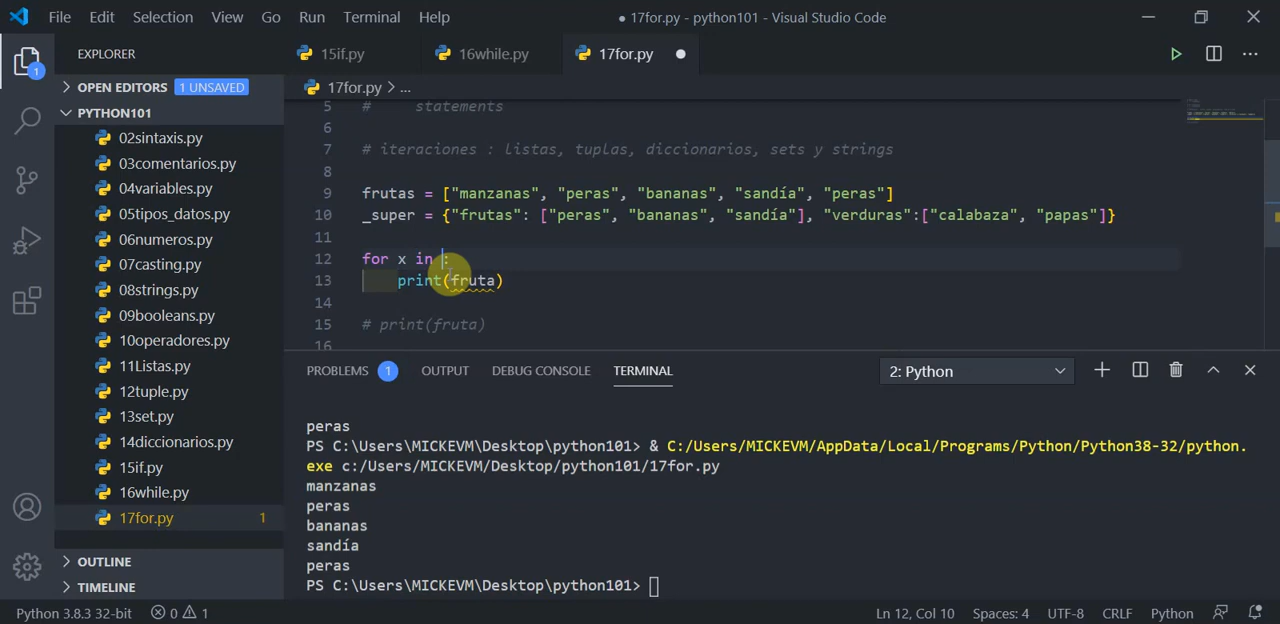 File Edit Selection View Go Run Terminal Help
● 17for.py - python101 - Visual Studio Code
EXPLORER
15if.py
16while.py
17for.py
OPEN EDITORS 1 UNSAVED
17for.py > ...
PYTHON101
02sintaxis.py
03comentarios.py
04variables.py
05tipos_datos.py
06numeros.py
07casting.py
08strings.py
09booleans.py
10operadores.py
11Listas.py
12tuple.py
13set.py
14diccionarios.py
15if.py
16while.py
17for.py 1
OUTLINE
TIMELINE
5 # statements
6
7 # iteraciones : listas, tuplas, diccionarios, sets y strings
8
9 frutas = ["manzanas", "peras", "bananas", "sandía", "peras"]
10 _super = {"frutas": ["peras", "bananas", "sandía"], "verduras":["calabaza", "papas"]}
11
12 for x in :
13 print(fruta)
14
15 # print(fruta)
16
PROBLEMS 1 OUTPUT DEBUG CONSOLE TERMINAL
2: Python
peras
PS C:\Users\MICKEVM\Desktop\python101> & C:/Users/MICKEVM/AppData/Local/Programs/Python/Python38-32/python.
exe c:/Users/MICKEVM/Desktop/python101/17for.py
manzanas
peras
bananas
sandía
peras
PS C:\Users\MICKEVM\Desktop\python101>
1
Python 3.8.3 32-bit 0 1
Ln 12, Col 10 Spaces: 4 UTF-8 CRLF Python